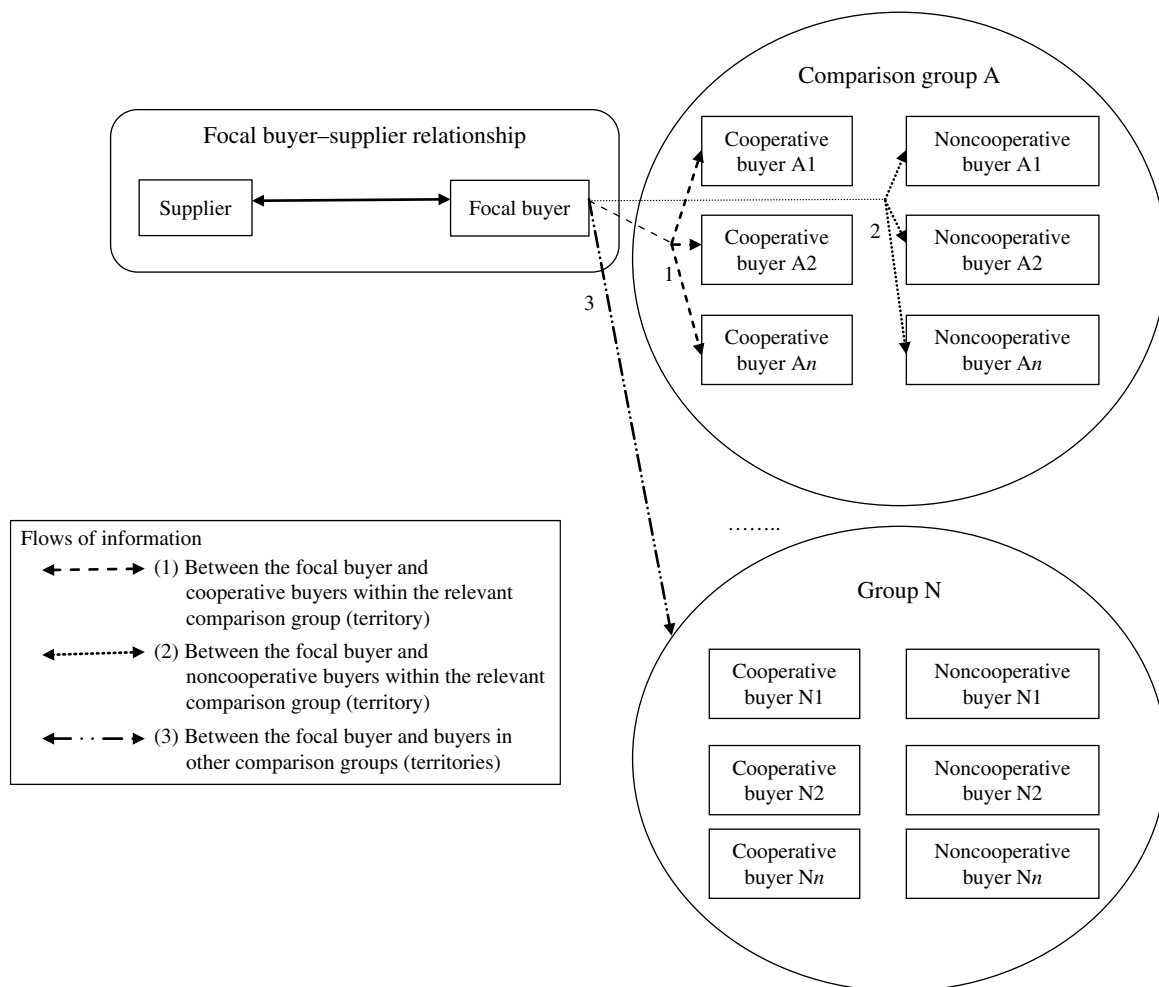 Comparison group A
Focal buyer–supplier relationship
Supplier
Focal buyer
Cooperative
buyer A1
Noncooperative
buyer A1
Cooperative
buyer A2
Noncooperative
buyer A2
Cooperative
buyer An
Noncooperative
buyer An
1
2
3
........
Flows of information
(1) Between the focal buyer and
cooperative buyers within the relevant
comparison group (territory)
(2) Between the focal buyer and
noncooperative buyers within the relevant
comparison group (territory)
(3) Between the focal buyer and buyers in
other comparison groups (territories)
Group N
Cooperative
buyer N1
Noncooperative
buyer N1
Cooperative
buyer N2
Noncooperative
buyer N2
Cooperative
buyer Nn
Noncooperative
buyer Nn